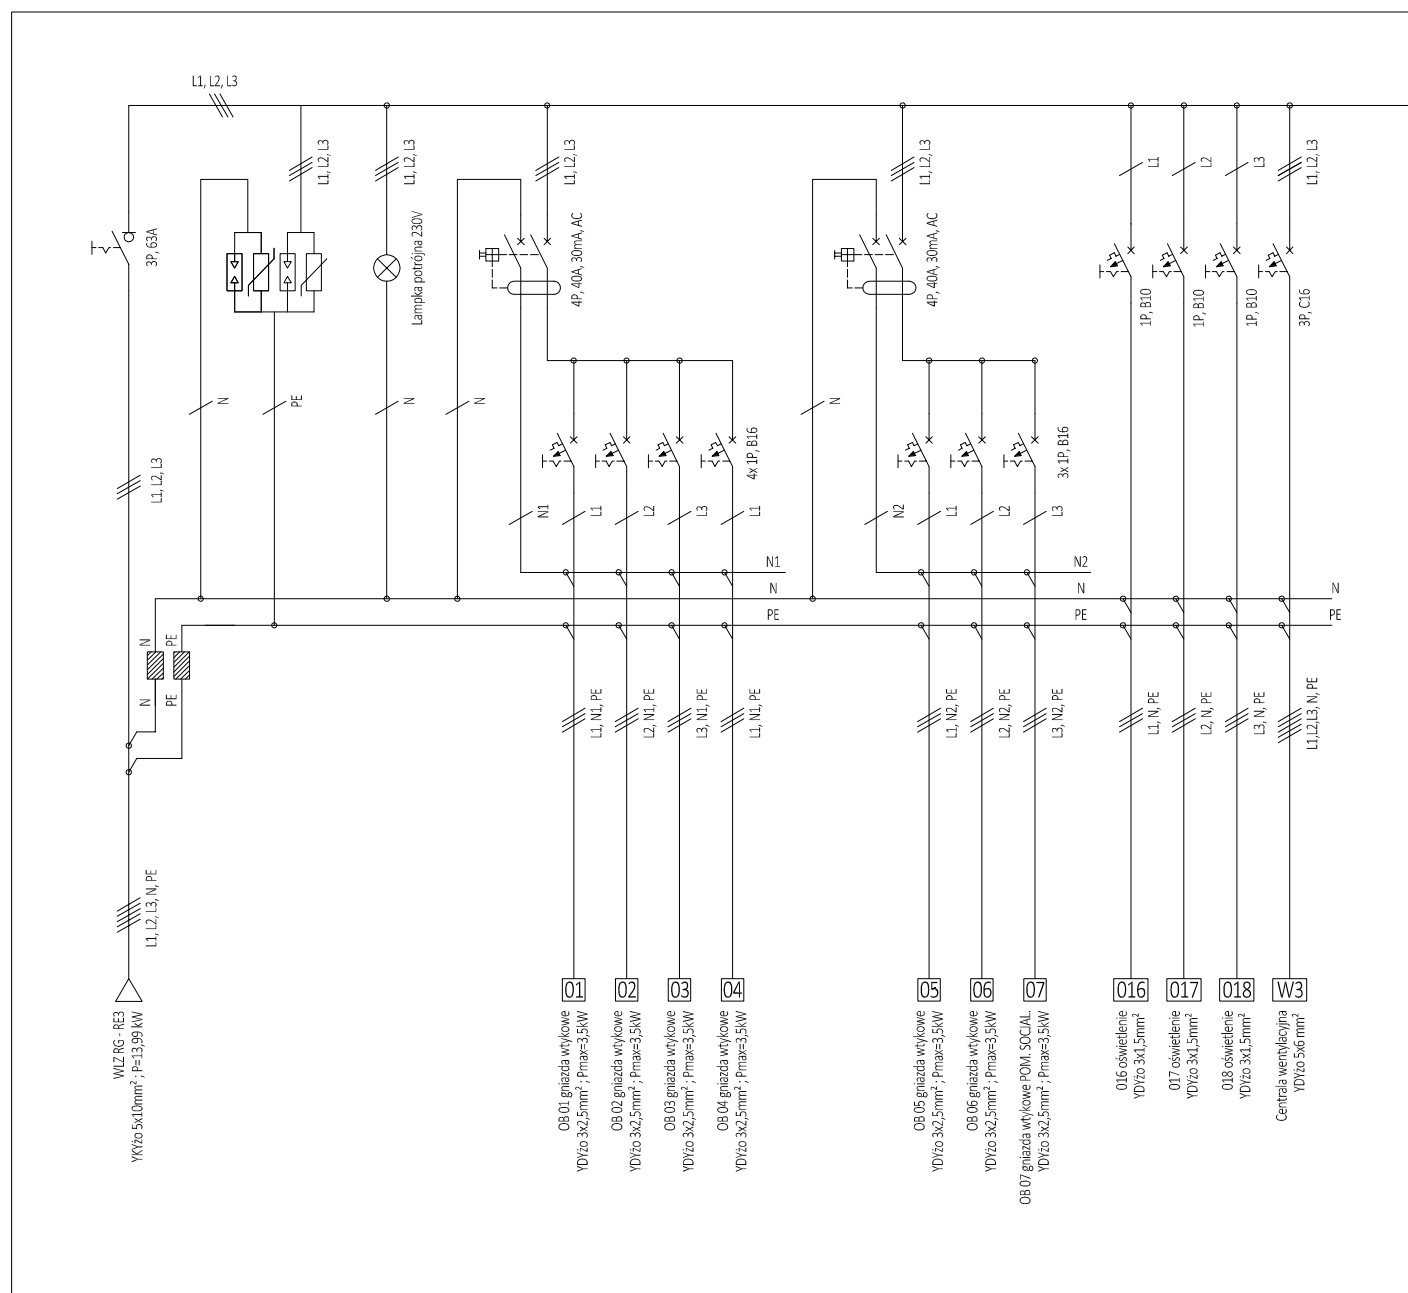 L1, L2, L3
3P, 63A
L1, L2, L3
L1, L2, L3
L1, L2, L3
L1, L2, L3
Lampka potrójna 230V
4P, 40A, 30mA, AC
4P, 40A, 30mA, AC
L1
L2
L3
L1, L2, L3
1P, B10
1P, B10
1P, B10
3P, C16
N
PE
N
N
N
4x 1P, B16
3x 1P, B16
L1, L2, L3
N1
L1
L2
L3
L1
N2
L1
L2
L3
N1
N
PE
N2
N
PE
N
PE
N
PE
N
PE
L1, N1, PE
L2, N1, PE
L3, N1, PE
L1, N1, PE
L1, N2, PE
L2, N2, PE
L3, N2, PE
L1, N, PE
L2, N, PE
L3, N, PE
L1,L2,L3, N, PE
L1, L2, L3, N, PE
WLZ RG - RE3
YKYżo 5x10mm² ; P=13,99 kW
01
OB 01 gniazda wtykowe
YDYżo 3x2,5mm² ; Pmax=3,5kW
02
OB 02 gniazda wtykowe
YDYżo 3x2,5mm² ; Pmax=3,5kW
03
OB 03 gniazda wtykowe
YDYżo 3x2,5mm² ; Pmax=3,5kW
04
OB 04 gniazda wtykowe
YDYżo 3x2,5mm² ; Pmax=3,5kW
05
OB 05 gniazda wtykowe
YDYżo 3x2,5mm² ; Pmax=3,5kW
06
OB 06 gniazda wtykowe
YDYżo 3x2,5mm² ; Pmax=3,5kW
07
OB 07 gniazda wtykowe POM. SOCJAL.
YDYżo 3x2,5mm² ; Pmax=3,5kW
016
016 oświetlenie
YDYżo 3x1,5mm²
017
017 oświetlenie
YDYżo 3x1,5mm²
018
018 oświetlenie
YDYżo 3x1,5mm²
W3
Centrala wentylacyjna
YDYżo 5x6 mm²